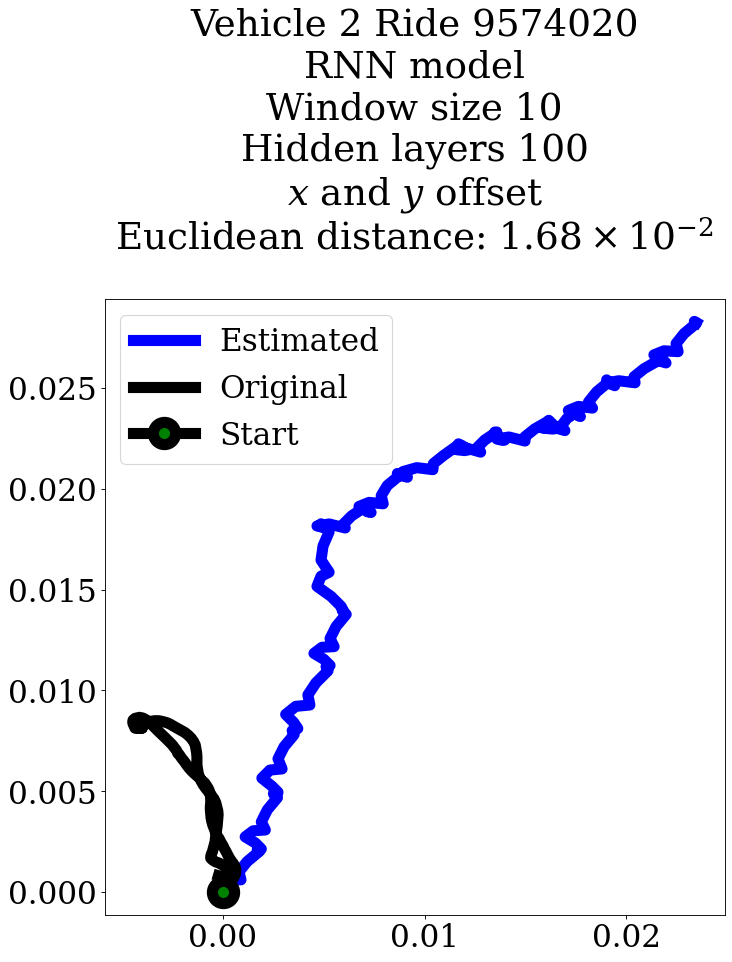 Vehicle 2 Ride 9574020
RNN model
Window size 10
Hidden layers 100
x and y offset
Euclidean distance: 1.68 × 10⁻²
Estimated
Original
Start
0.025
0.020
0.015
0.010
0.005
0.000
0.00 0.01 0.02